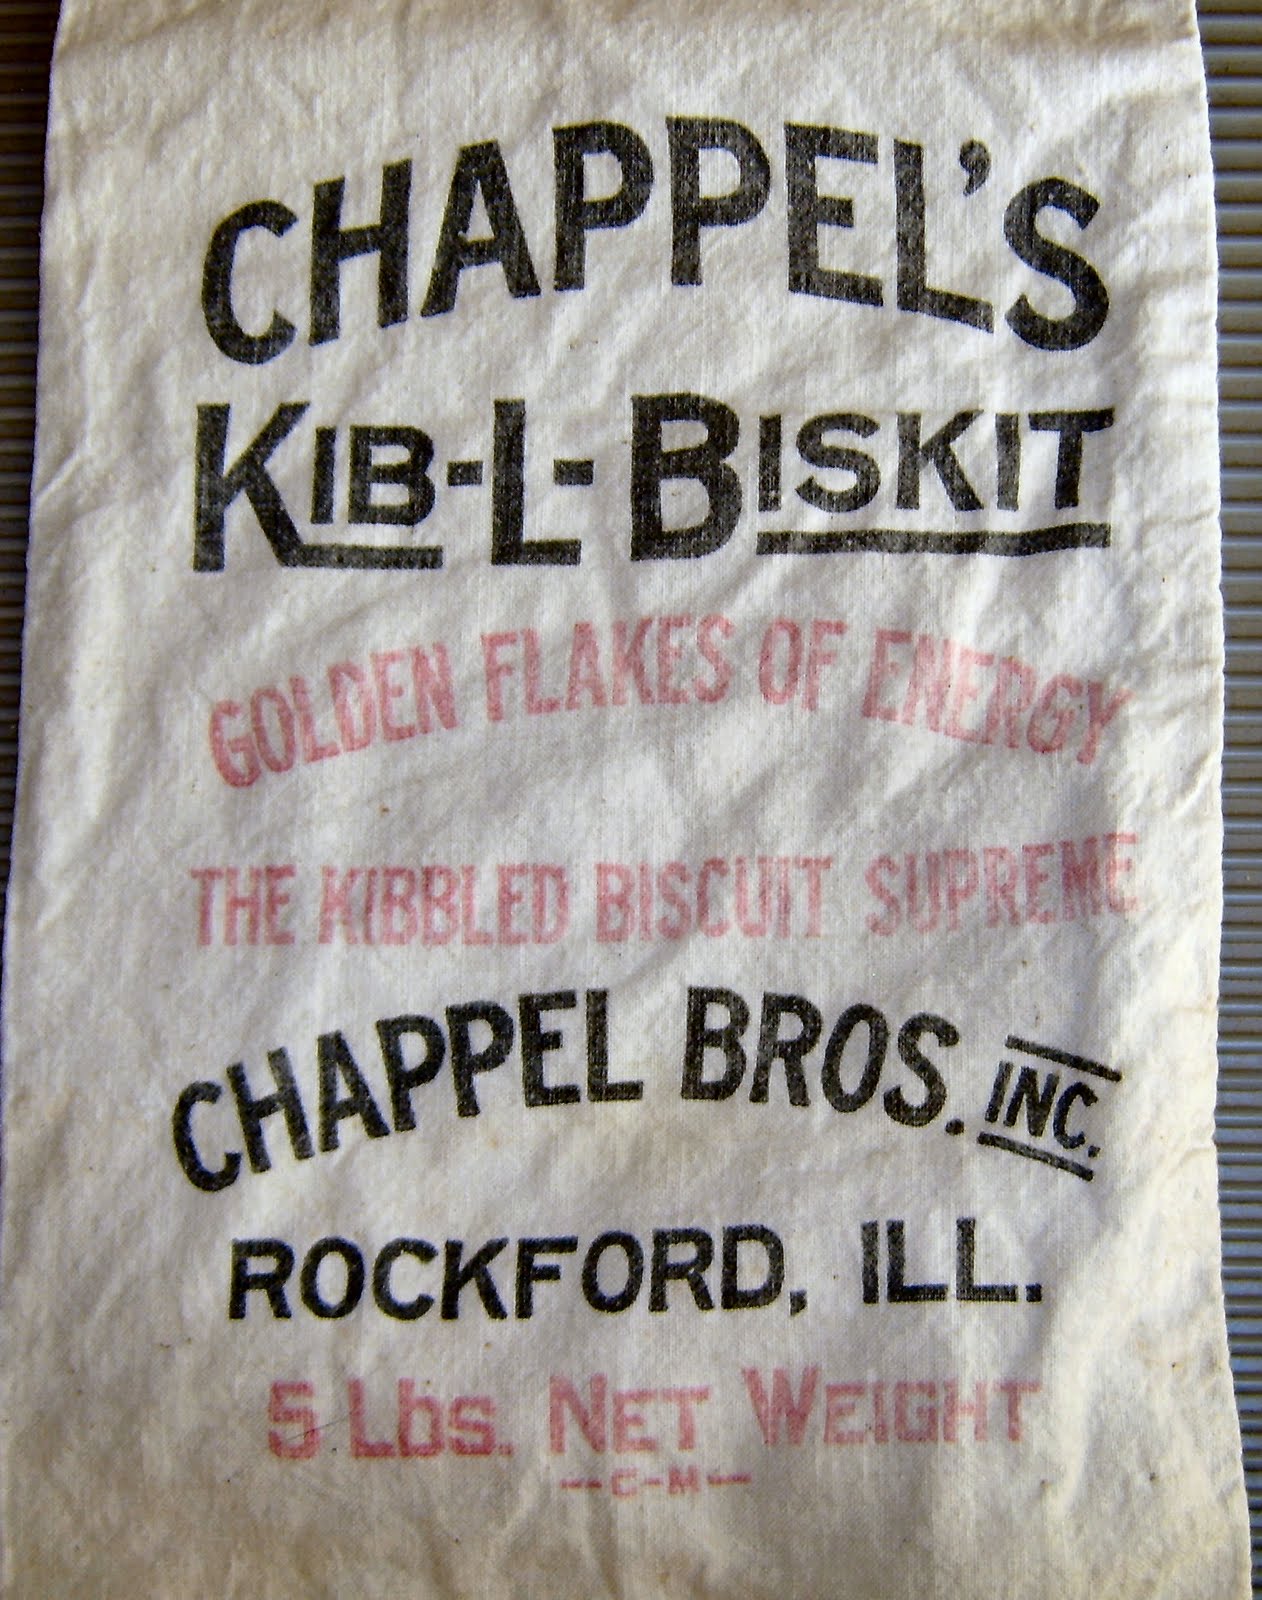 CHAPPEL'S
KIB-L-BISKIT
GOLDEN FLAKES OF ENERGY
THE KIBBLED BISCUIT SUPREME
CHAPPEL BROS. INC.
ROCKFORD, ILL.
5 Lbs. NET WEIGHT
—C-M—